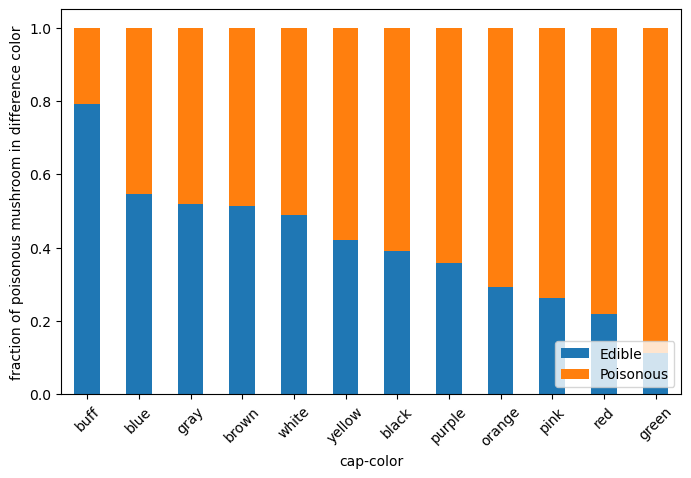 fraction of poisonous mushroom in difference color
1.0
0.8
0.6
0.4
0.2
0.0
Edible
Poisonous
buff
blue
gray
brown
white
yellow
black
purple
orange
pink
red
green
cap-color